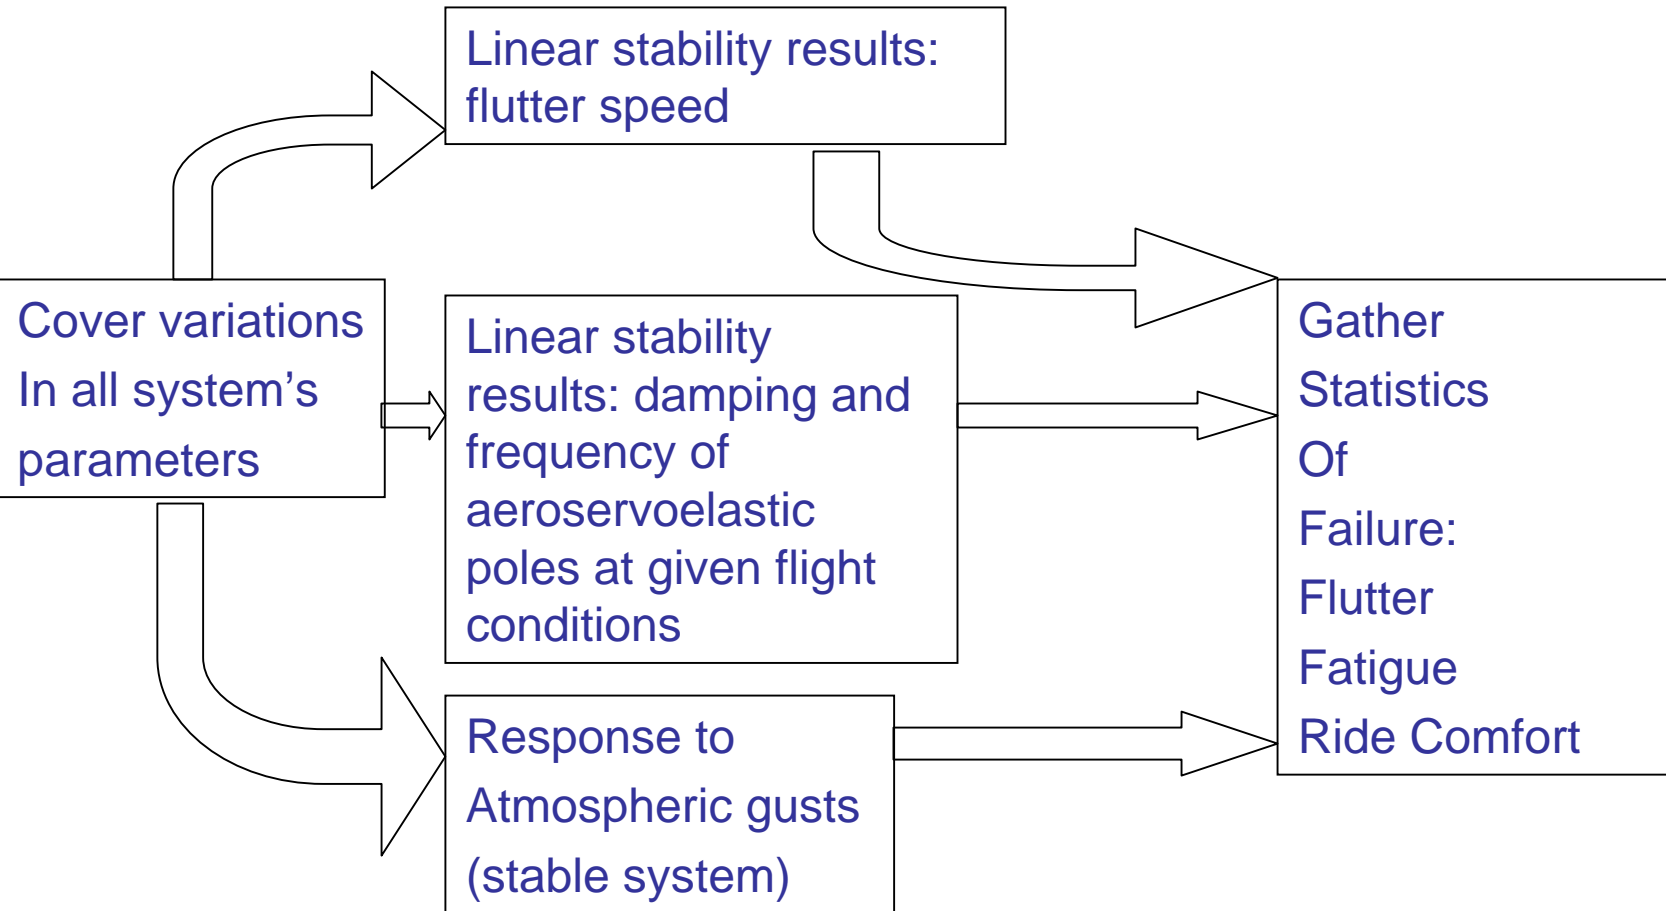 Linear stability results:
flutter speed
Cover variations
In all system’s
parameters
Linear stability
results: damping and
frequency of
aeroservoelastic
poles at given flight
conditions
Response to
Atmospheric gusts
(stable system)
Gather
Statistics
Of
Failure:
Flutter
Fatigue
Ride Comfort